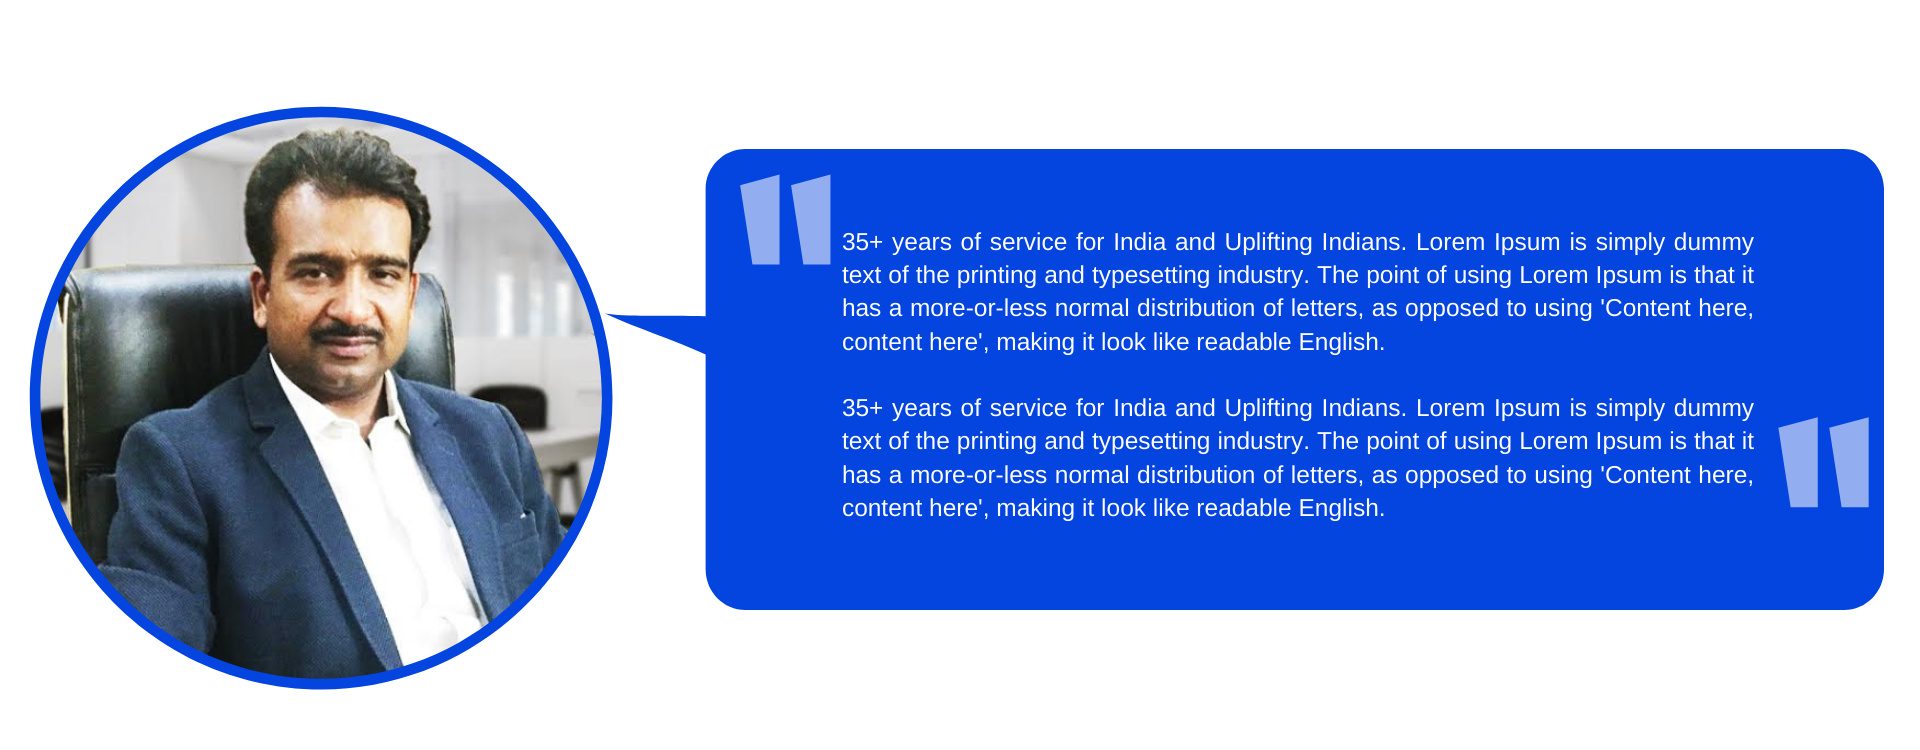 35+ years of service for India and Uplifting Indians. Lorem Ipsum is simply dummy
text of the printing and typesetting industry. The point of using Lorem Ipsum is that it
has a more-or-less normal distribution of letters, as opposed to using 'Content here,
content here', making it look like readable English.
35+ years of service for India and Uplifting Indians. Lorem Ipsum is simply dummy
text of the printing and typesetting industry. The point of using Lorem Ipsum is that it
has a more-or-less normal distribution of letters, as opposed to using 'Content here,
content here', making it look like readable English.